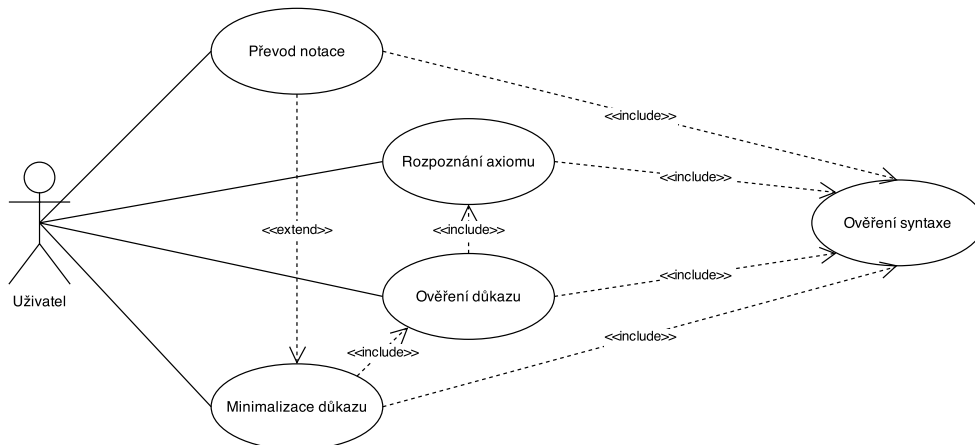 Převod notace
<<include>>
Rozpoznání axiomu
<<include>>
Ověření syntaxe
<<extend>>
<<include>>
<<include>>
Ověření důkazu
Uživatel
<<include>>
<<include>>
Minimalizace důkazu